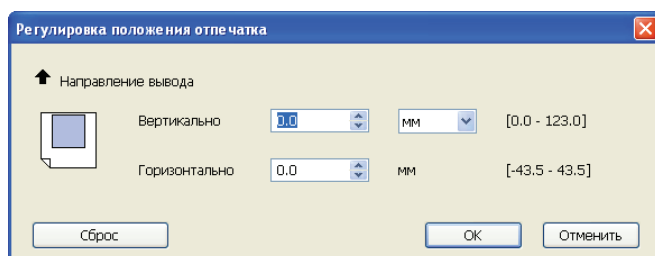 Регулировка положения отпечатка
Направление вывода
Вертикально 0.0 мм [0.0 - 123.0]
Горизонтально 0.0 мм [-43.5 - 43.5]
Сброс OK Отменить